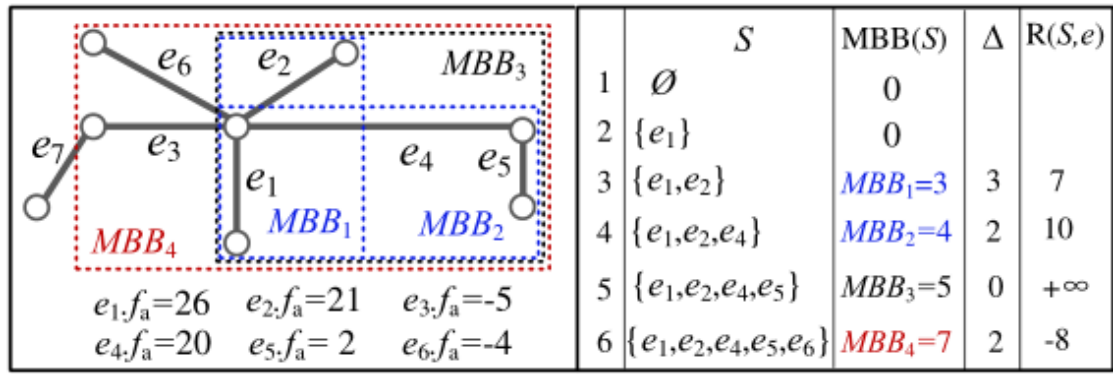 e6 e2 MBB3
e7 e3 e4 e5
e1
MBB4 MBB1 MBB2
e1.fa=26 e2.fa=21 e3.fa=-5
e4.fa=20 e5.fa= 2 e6.fa=-4
S MBB(S) Δ R(S,e)
1 Ø 0
2 {e1} 0
3 {e1,e2} MBB1=3 3 7
4 {e1,e2,e4} MBB2=4 2 10
5 {e1,e2,e4,e5} MBB3=5 0 +∞
6 {e1,e2,e4,e5,e6} MBB4=7 2 -8